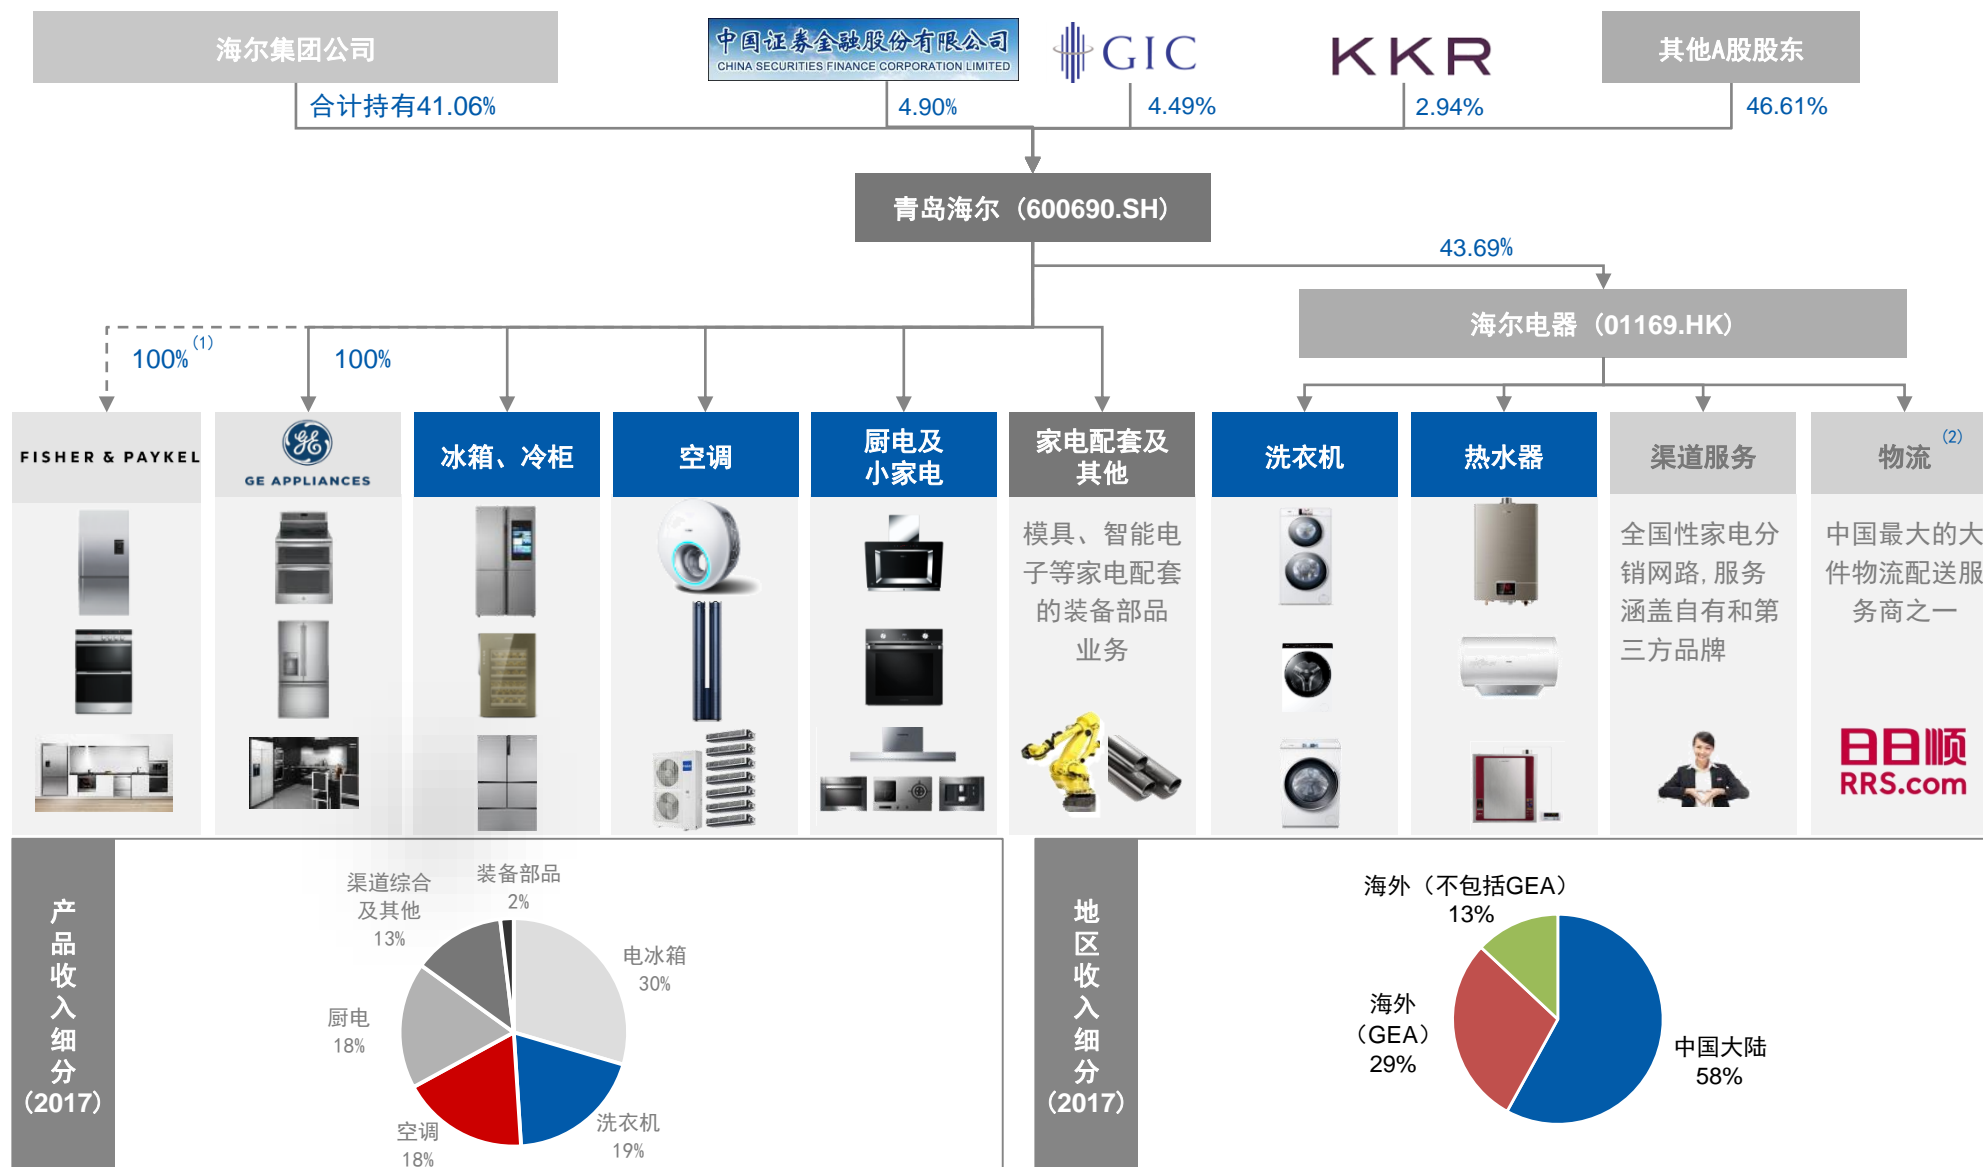 海尔集团公司
中国证券金融股份有限公司
CHINA SECURITIES FINANCE CORPORATION LIMITED
GIC
KKR
其他A股股东
合计持有41.06%
4.90%
4.49%
2.94%
46.61%
青岛海尔（600690.SH）
43.69%
海尔电器（01169.HK）
100%(1)
100%
FISHER & PAYKEL
GE APPLIANCES
冰箱、冷柜
空调
厨电及
小家电
家电配套及
其他
洗衣机
热水器
渠道服务
物流(2)
模具、智能电
子等家电配套
的装备部品
业务
全国性家电分
销网路,服务
涵盖自有和第
三方品牌
中国最大的大
件物流配送服
务商之一
日日顺
RRS.com
产品收入细分
（2017）
装备部品
2%
渠道综合
及其他
13%
电冰箱
30%
厨电
18%
洗衣机
19%
空调
18%
地区收入细分
（2017）
海外（不包括GEA）
13%
海外
（GEA）
29%
中国大陆
58%